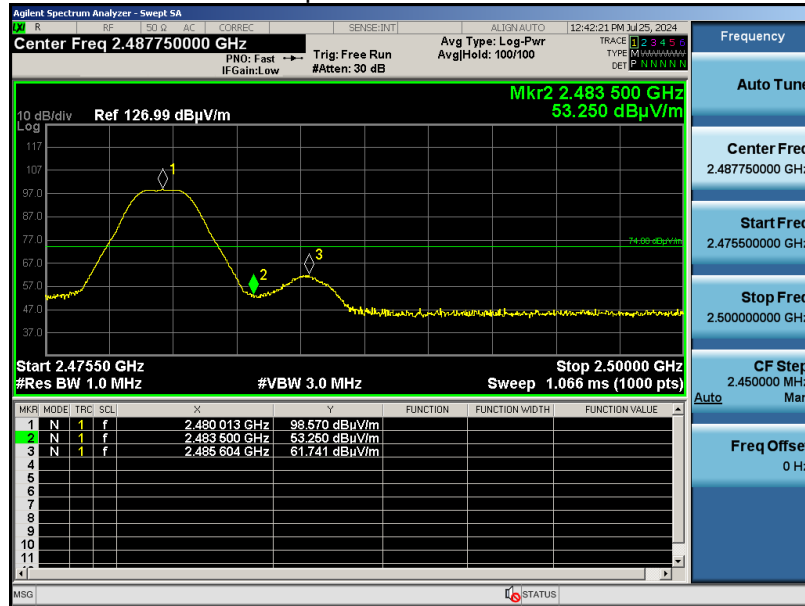 Agilent Spectrum Analyzer - Swept SA
LXI R RF 50 Ω AC CORREC SENSE:INT ALIGN AUTO 12:42:21 PM Jul 25, 2024
Center Freq 2.487750000 GHz
PNO: Fast
IFGain:Low
Trig: Free Run
#Atten: 30 dB
Avg Type: Log-Pwr
Avg|Hold: 100/100
TRACE 1 2 3 4 5 6
TYPE M
DET P N N N N N
Mkr2 2.483 500 GHz
53.250 dBµV/m
10 dB/div Ref 126.99 dBµV/m
Log
117
107
97.0
87.0
77.0
67.0
57.0
47.0
37.0
1
2
3
74.00 dBµV/m
Start 2.47550 GHz Stop 2.50000 GHz
#Res BW 1.0 MHz #VBW 3.0 MHz Sweep 1.066 ms (1000 pts)
MKR MODE TRC SCL X Y FUNCTION FUNCTION WIDTH FUNCTION VALUE
1 N 1 f 2.480 013 GHz 98.570 dBµV/m
2 N 1 f 2.483 500 GHz 53.250 dBµV/m
3 N 1 f 2.485 604 GHz 61.741 dBµV/m
4
5
6
7
8
9
10
11
MSG STATUS
Frequency
Auto Tune
Center Freq
2.487750000 GHz
Start Freq
2.475500000 GHz
Stop Freq
2.500000000 GHz
CF Step
2.450000 MHz
Auto Man
Freq Offset
0 Hz